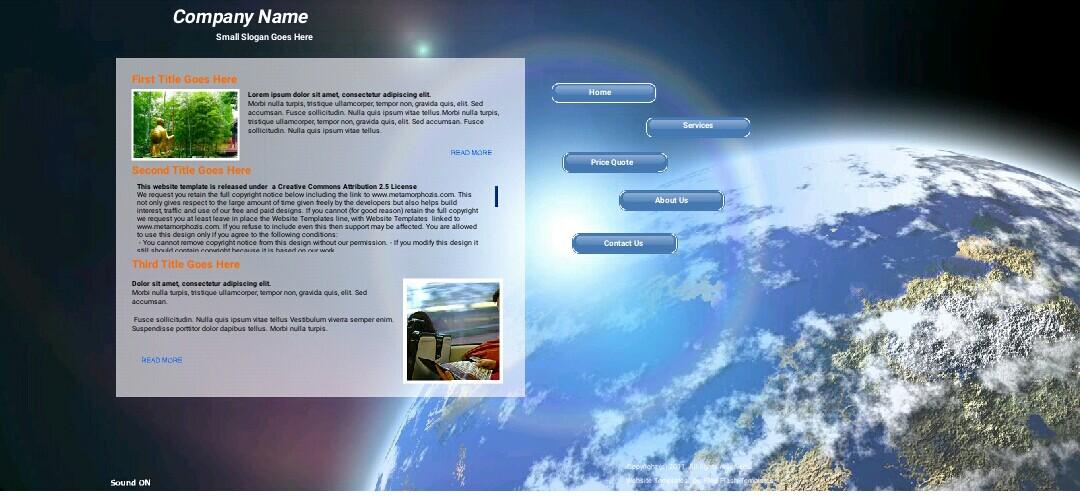 Company Name
Small Slogan Goes Here
First Title Goes Here
Lorem ipsum dolor sit amet, consectetur adipiscing elit.
Morbi nulla turpis, tristique ullamcorper, tempor non, gravida quis, elit. Sed
accumsan. Fusce sollicitudin. Nulla quis ipsum vitae tellus.Morbi nulla turpis,
tristique ullamcorper, tempor non, gravida quis, elit. Sed accumsan. Fusce
sollicitudin. Nulla quis ipsum vitae tellus.
READ MORE
Second Title Goes Here
This website template is released under a Creative Commons Attribution 2.5 License
We request you retain the full copyright notice below including the link to www.metamorphozis.com. This
not only gives respect to the large amount of time given freely by the developers but also helps build
interest, traffic and use of our free and paid designs. If you cannot (for good reason) retain the full copyright
we request you at least leave in place the Website Templates line, with Website Templates linked to
www.metamorphozis.com. If you refuse to include even this then support may be affected. You are allowed
to use this design only if you agree to the following conditions:
- You cannot remove copyright notice from this design without our permission. - If you modify this design it
still should contain copyright because it is based on our work.
Third Title Goes Here
Dolor sit amet, consectetur adipiscing elit.
Morbi nulla turpis, tristique ullamcorper, tempor non, gravida quis, elit. Sed
accumsan.
Fusce sollicitudin. Nulla quis ipsum vitae tellus Vestibulum viverra semper enim.
Suspendisse porttitor dolor dapibus tellus. Morbi nulla turpis.
READ MORE
Home
Services
Price Quote
About Us
Contact Us
Sound ON
Copyright (c) 2011. All rights reserved.
Website Templates by Free Flash Templates